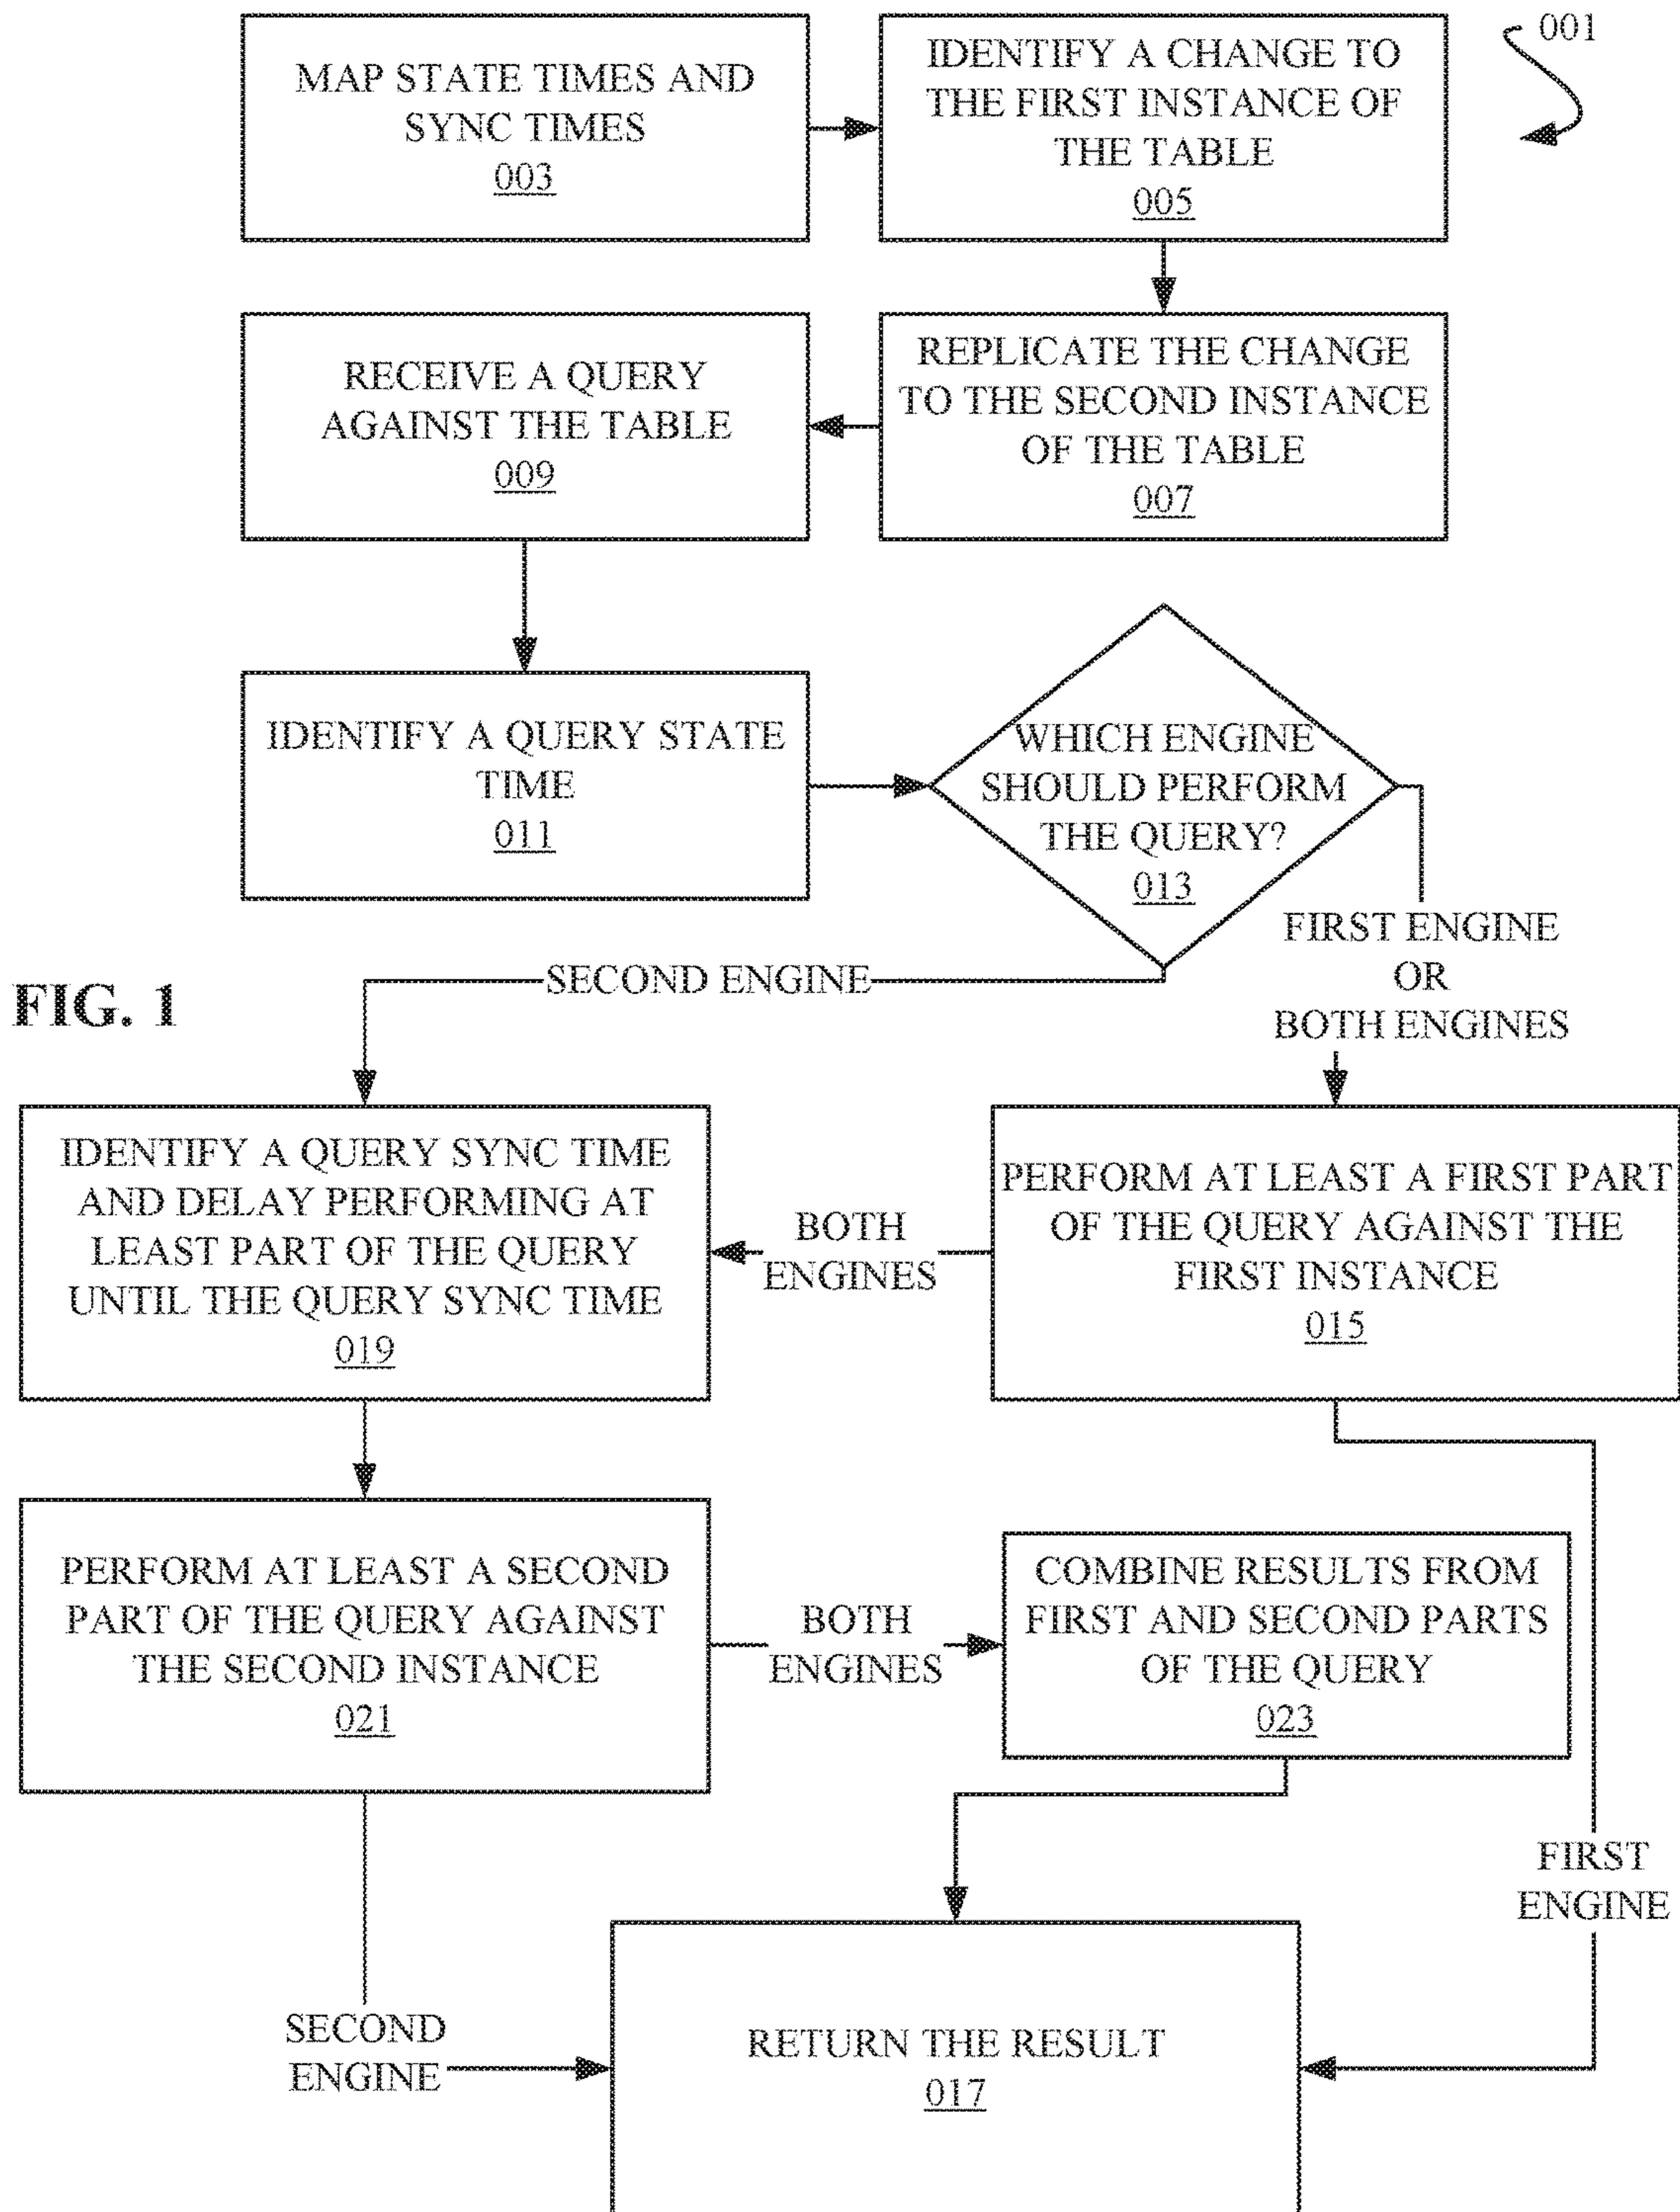 001
MAP STATE TIMES AND
SYNC TIMES
003
IDENTIFY A CHANGE TO
THE FIRST INSTANCE OF
THE TABLE
005
RECEIVE A QUERY
AGAINST THE TABLE
009
REPLICATE THE CHANGE
TO THE SECOND INSTANCE
OF THE TABLE
007
IDENTIFY A QUERY STATE
TIME
011
WHICH ENGINE
SHOULD PERFORM
THE QUERY?
013
FIRST ENGINE
OR
BOTH ENGINES
SECOND ENGINE
FIG. 1
IDENTIFY A QUERY SYNC TIME
AND DELAY PERFORMING AT
LEAST PART OF THE QUERY
UNTIL THE QUERY SYNC TIME
019
BOTH
ENGINES
PERFORM AT LEAST A FIRST PART
OF THE QUERY AGAINST THE
FIRST INSTANCE
015
PERFORM AT LEAST A SECOND
PART OF THE QUERY AGAINST
THE SECOND INSTANCE
021
BOTH
ENGINES
COMBINE RESULTS FROM
FIRST AND SECOND PARTS
OF THE QUERY
023
FIRST
ENGINE
SECOND
ENGINE
RETURN THE RESULT
017